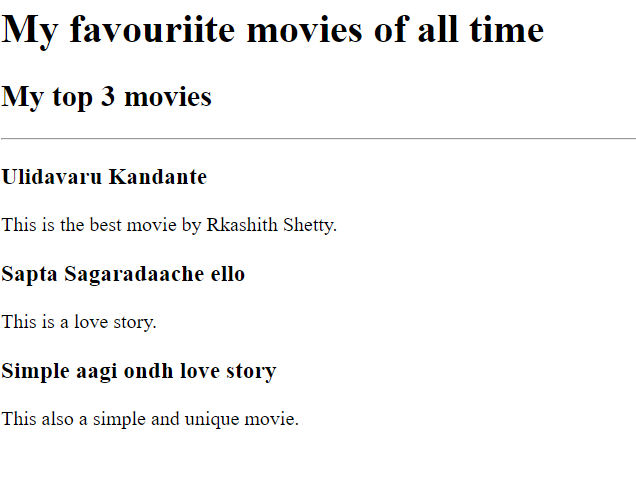 My favouriite movies of all time
My top 3 movies
Ulidavaru Kandante
This is the best movie by Rkashith Shetty.
Sapta Sagaradaache ello
This is a love story.
Simple aagi ondh love story
This also a simple and unique movie.